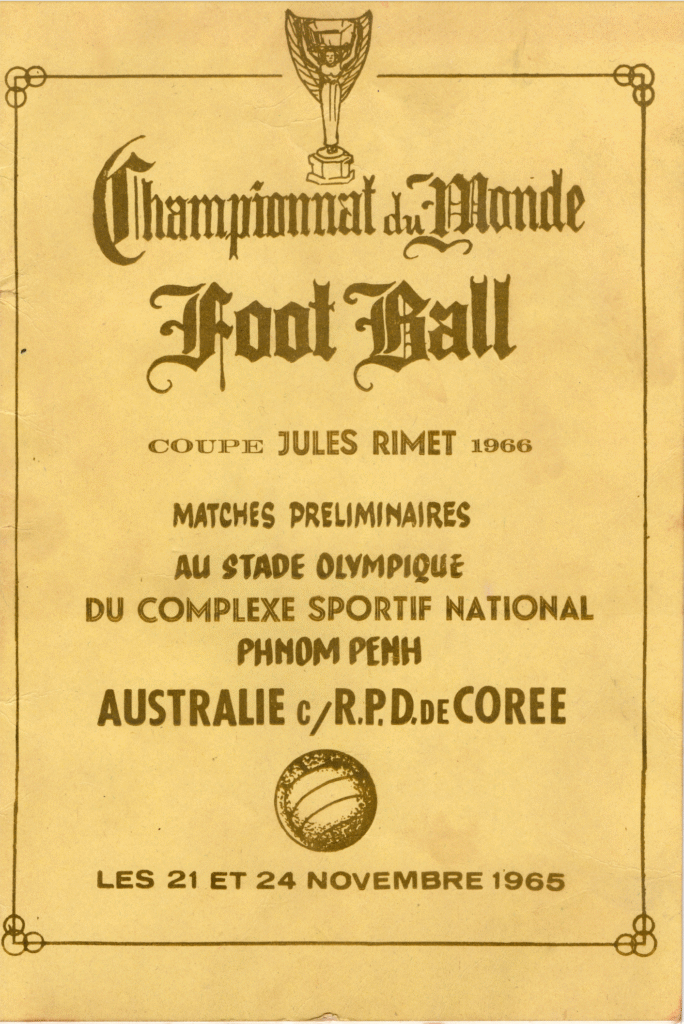 Championnat du Monde
Foot Ball
COUPE JULES RIMET 1966
MATCHES PRELIMINAIRES
AU STADE OLYMPIQUE
DU COMPLEXE SPORTIF NATIONAL
PHNOM PENH
AUSTRALIE C/R.P.D. DE COREE
LES 21 ET 24 NOVEMBRE 1965